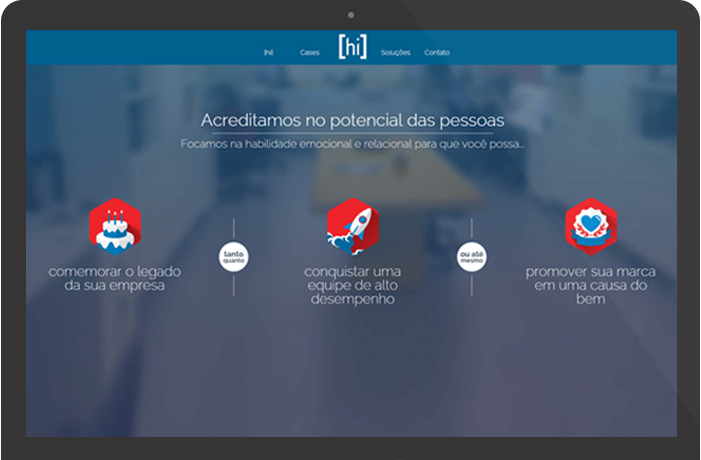 [hi] Cases [hi] Soluções Contato
Acreditamos no potencial das pessoas
Focamos na habilidade emocional e relacional para que você possa...
comemorar o legado
da sua empresa
tanto
quanto
conquistar uma
equipe de alto
desempenho
ou até
mesmo
promover sua marca
em uma causa do
bem